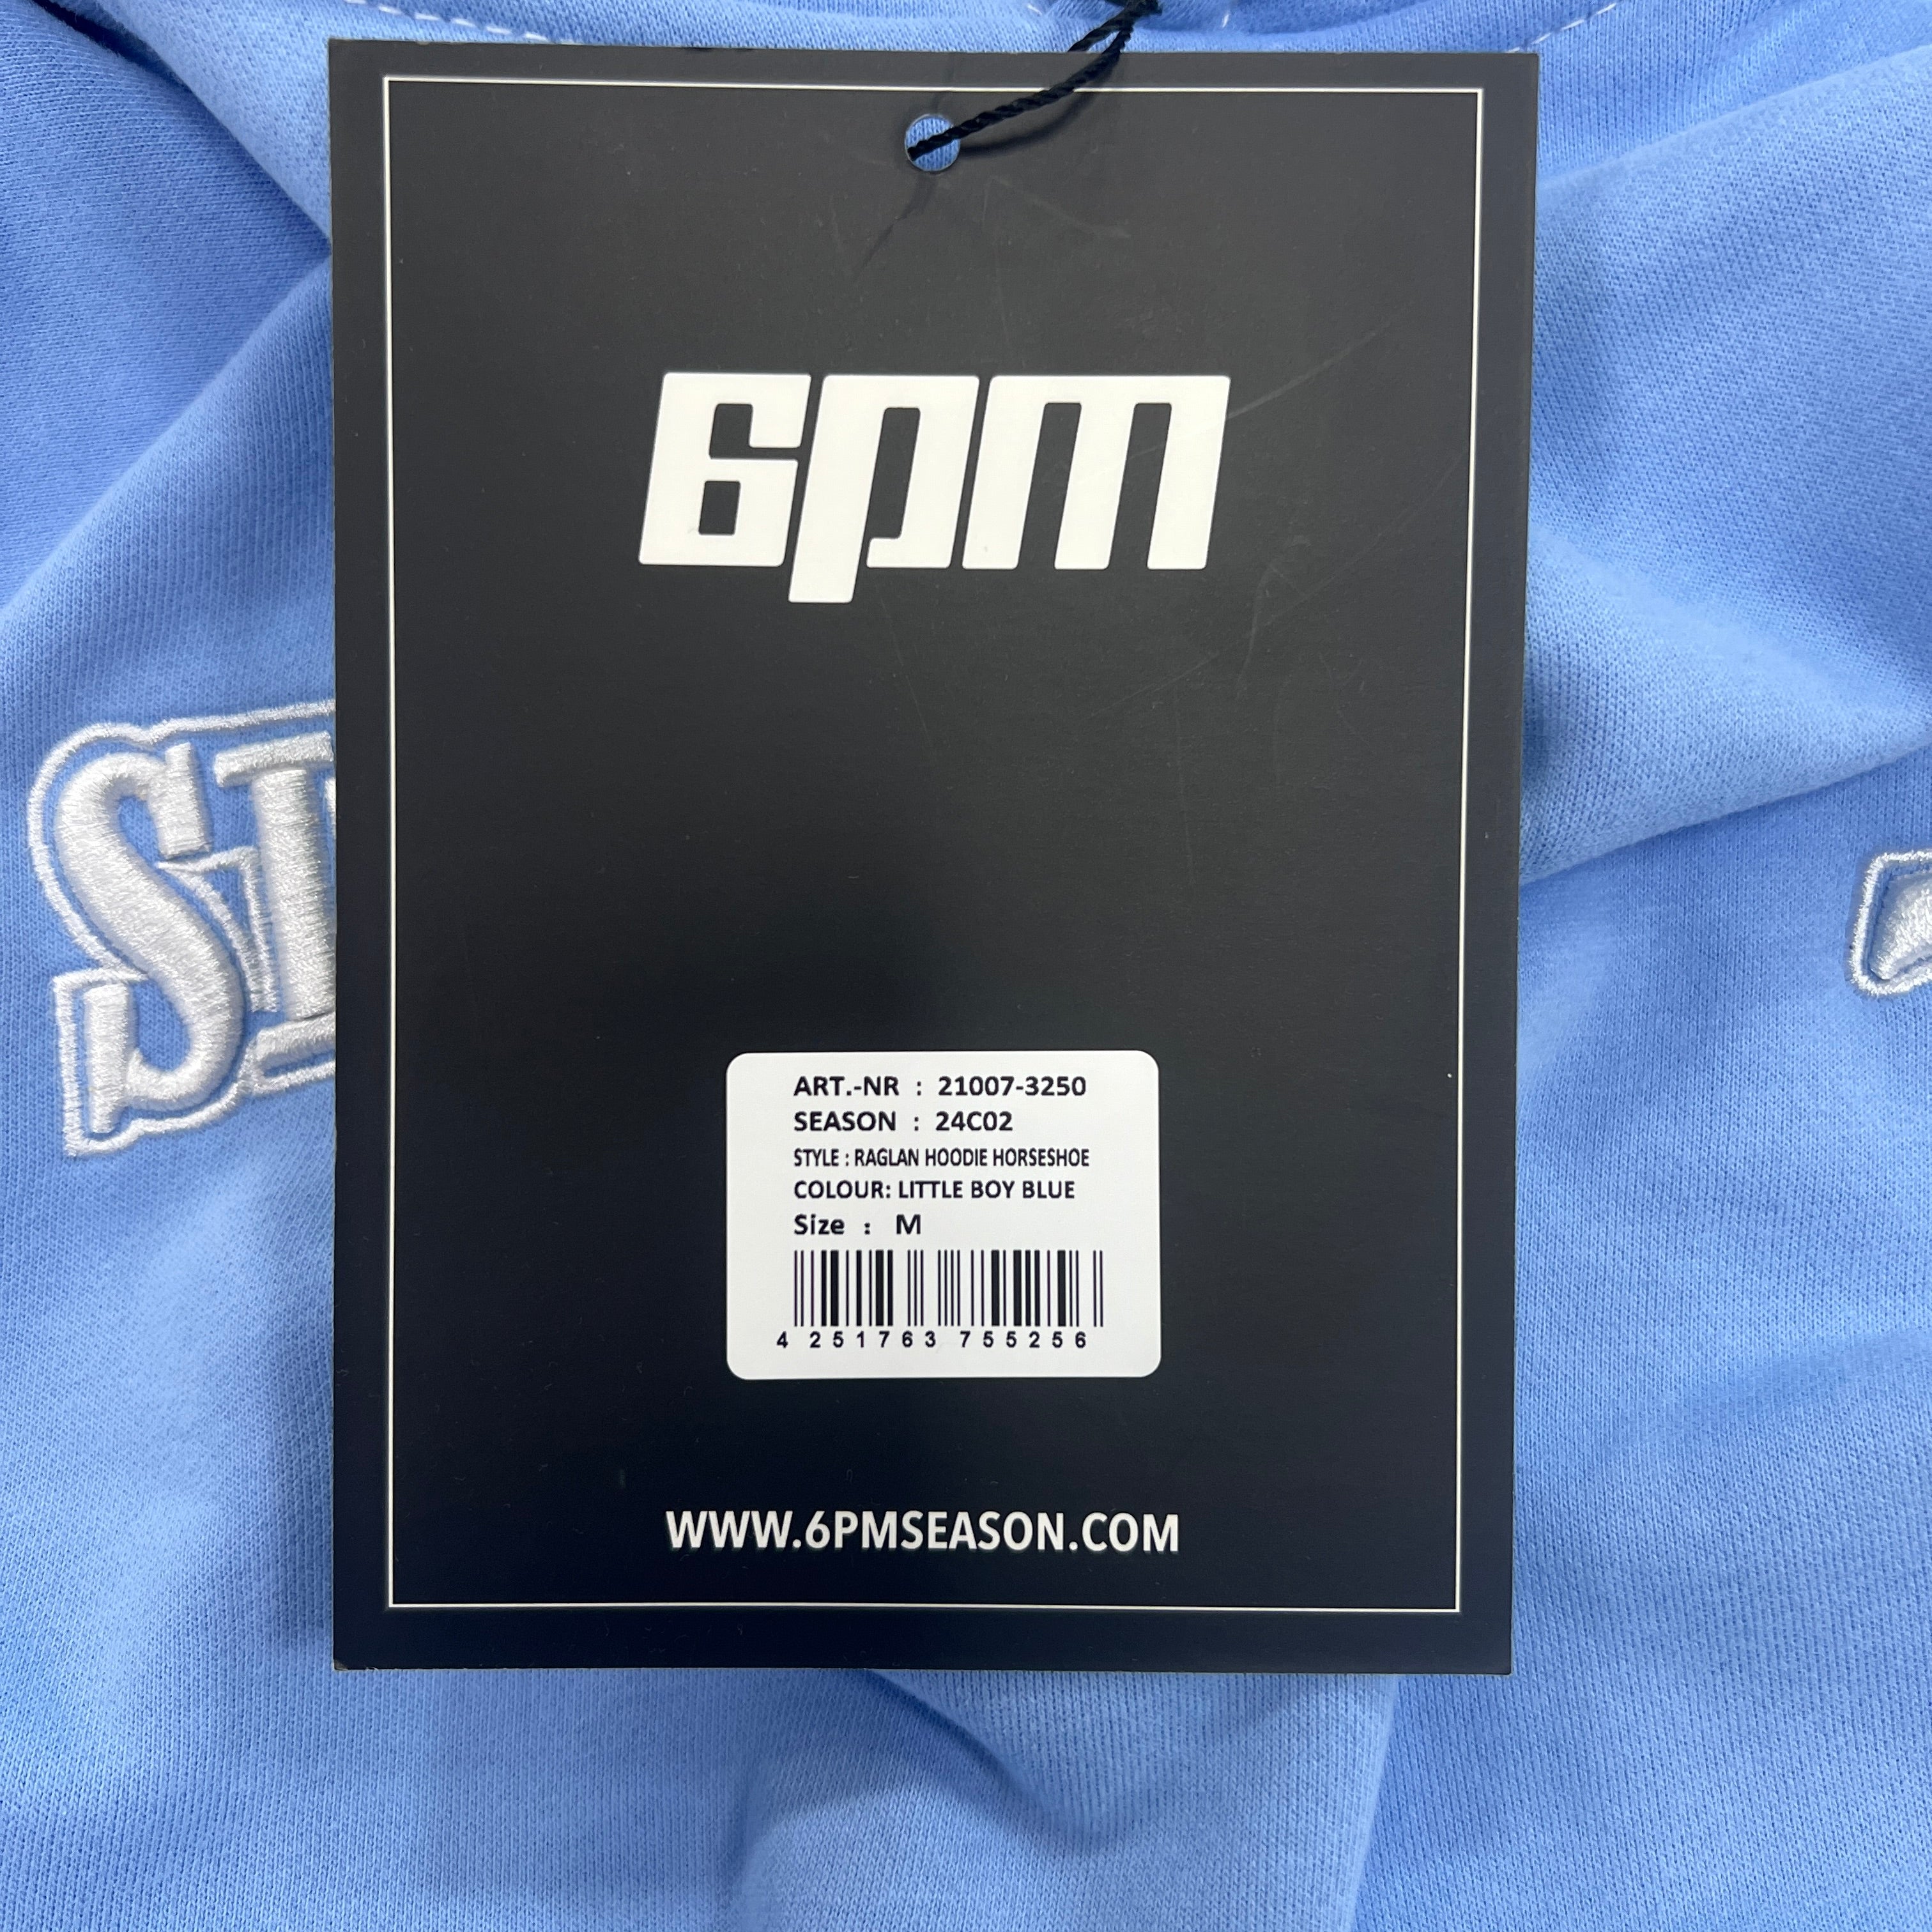 6pm
ST
ART.-NR : 21007-3250
SEASON : 24C02
STYLE : RAGLAN HOODIE HORSESHOE
COLOUR: LITTLE BOY BLUE
Size : M
4 251763 755256
WWW.6PMSEASON.COM